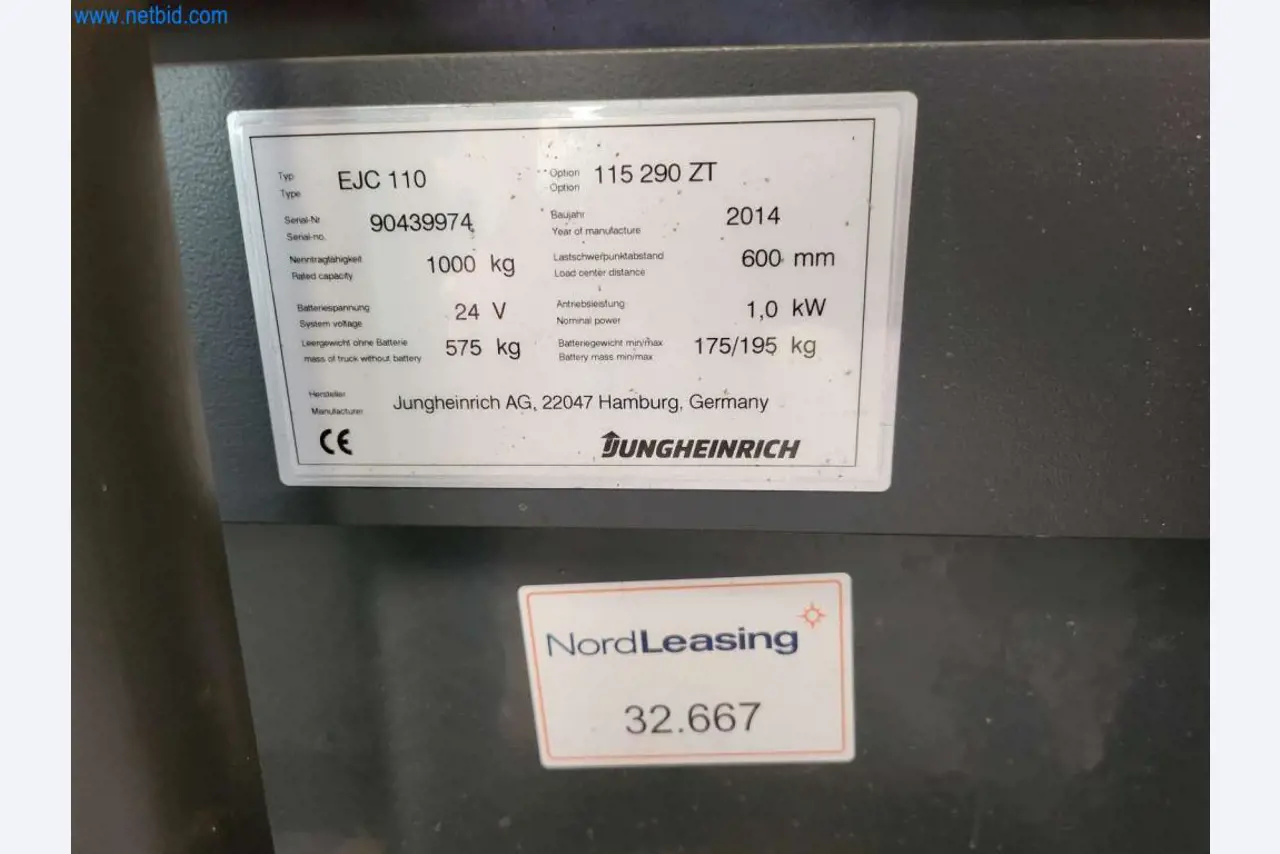 www.netbid.com
Typ EJC 110 Option 115 290 ZT
Type Option
Serial-Nr 90439974 Baujahr 2014
Serial-no. Year of manufacture
Nenntragfähigkeit 1000 kg Lastschwerpunktabstand 600 mm
Rated capacity Load center distance
Batteriespannung 24 V Antriebsleistung 1,0 kW
System voltage Nominal power
Leergewicht ohne Batterie 575 kg Batteriegewicht min/max 175/195 kg
mass of truck without battery Battery mass min/max
Hersteller Jungheinrich AG, 22047 Hamburg, Germany
Manufacturer
CE JUNGHEINRICH
NordLeasing
32.667